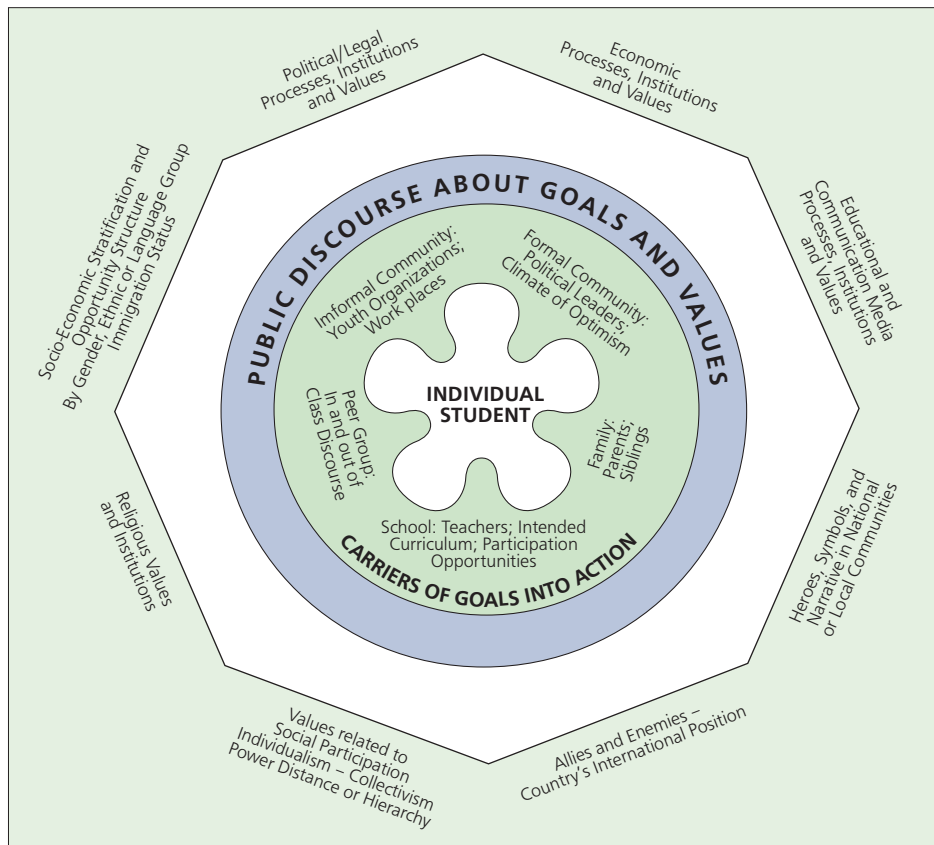 Political/Legal
Processes, Institutions
and Values
Economic
Processes, Institutions
and Values
Socio-Economic Stratification and
Opportunity Structure
By Gender, Ethnic or Language Group
Immigration Status
Educational and
Communication Media
Processes, Institutions
and Values
PUBLIC DISCOURSE ABOUT GOALS AND VALUES
Imformal Community:
Youth Organizations;
Work places
Formal Community:
Political Leaders;
Climate of Optimism
INDIVIDUAL
STUDENT
Peer Group:
In and out of
Class Discourse
Family:
Parents;
Siblings
School: Teachers; Intended
Curriculum; Participation
Opportunities
CARRIERS OF GOALS INTO ACTION
Religious Values
and Institutions
Heroes, Symbols, and
Narrative in National
or Local Communities
Values related to
Social Participation
Individualism – Collectivism
Power Distance or Hierarchy
Allies and Enemies –
Country's International Position